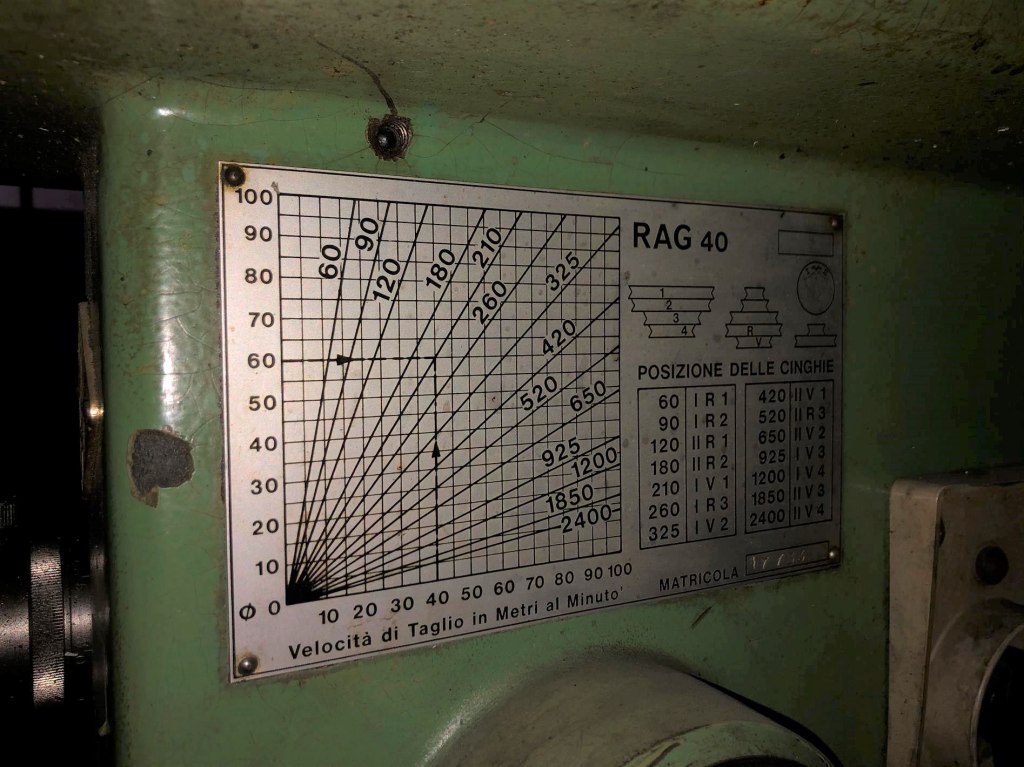 RAG 40
100
90
80
70
60
50
40
30
20
10
Ø 0
60
90
120
180
210
260
325
420
520
650
925
1200
1850
2400
10 20 30 40 50 60 70 80 90 100
Velocità di Taglio in Metri al Minuto'
1
2
3
4
R
V
POSIZIONE DELLE CINGHIE
60 I R 1
90 I R 2
120 II R 1
180 II R 2
210 I V 1
260 I R 3
325 I V 2
420 II V 1
520 II R 3
650 II V 2
925 I V 3
1200 I V 4
1850 II V 3
2400 II V 4
MATRICOLA